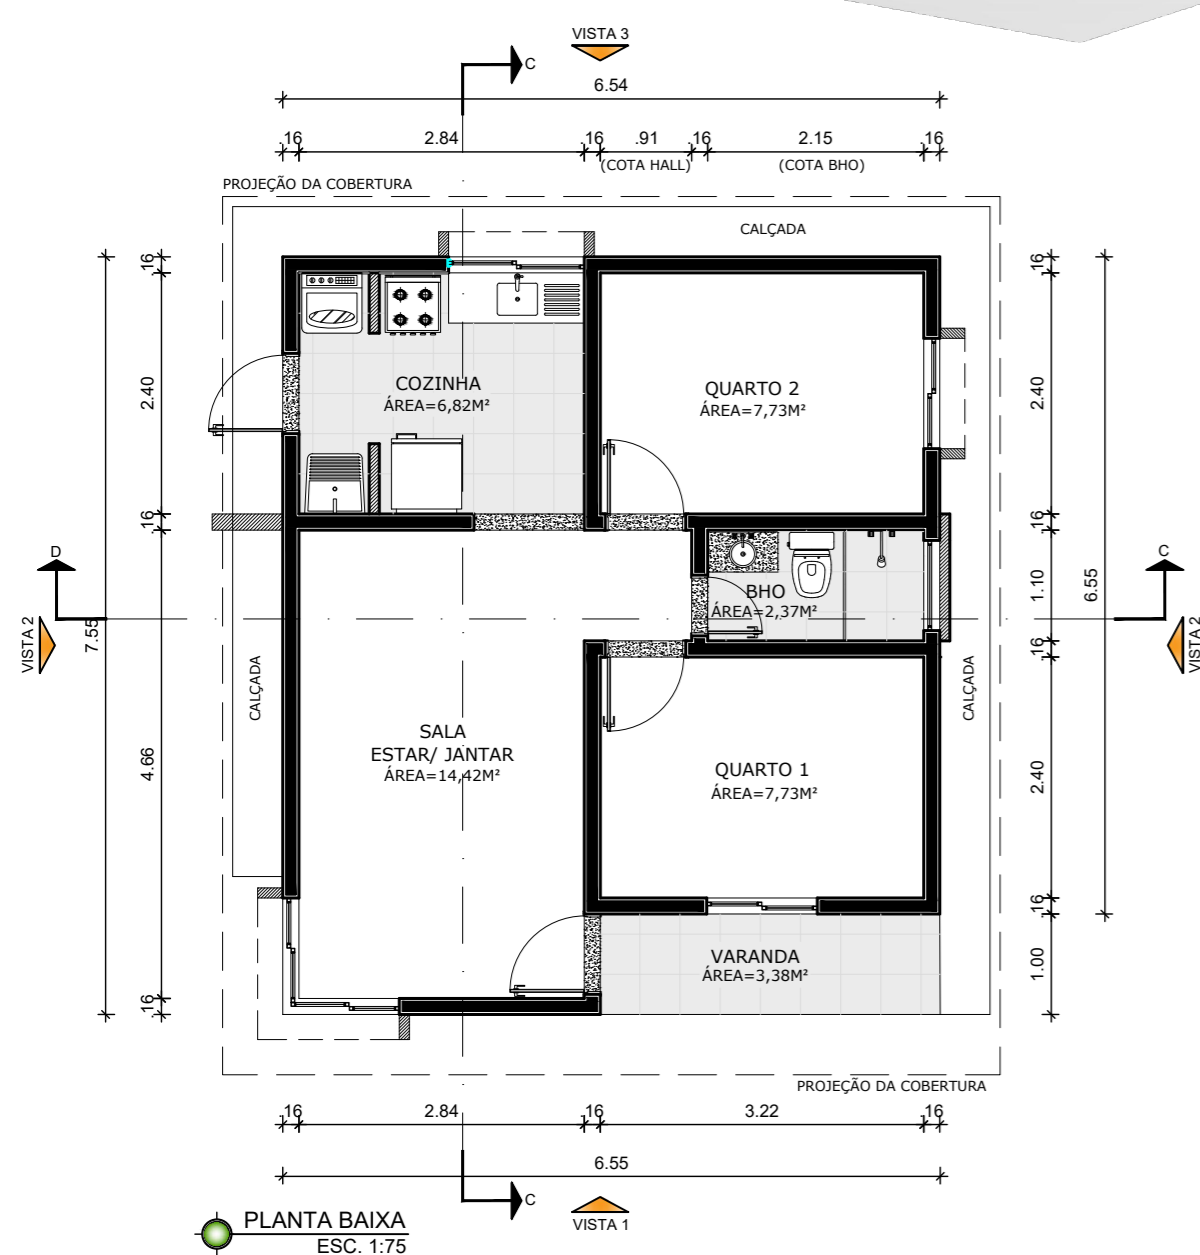 VISTA 3
C
6.54
.16 2.84 .16 .91 .16 2.15 .16
(COTA HALL) (COTA BHO)
PROJEÇÃO DA COBERTURA
CALÇADA
.16
2.40
.16
4.66
.16
7.55
.16
2.40
.16
1.10
.16
2.40
.16
1.00
6.55
COZINHA
ÁREA=6,82M²
QUARTO 2
ÁREA=7,73M²
D
VISTA 2
C
VISTA 2
BHO
ÁREA=2,37M²
CALÇADA
CALÇADA
SALA
ESTAR/ JANTAR
ÁREA=14,42M²
QUARTO 1
ÁREA=7,73M²
VARANDA
ÁREA=3,38M²
PROJEÇÃO DA COBERTURA
.16 2.84 .16 3.22 .16
6.55
C
VISTA 1
PLANTA BAIXA
ESC. 1:75